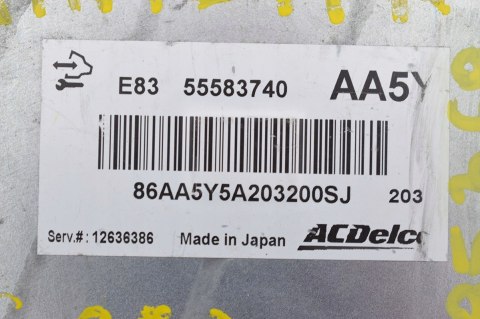 E83 55583740 AA5Y
86AA5Y5A203200SJ 203
Serv.#: 12636386 Made in Japan ACDelco